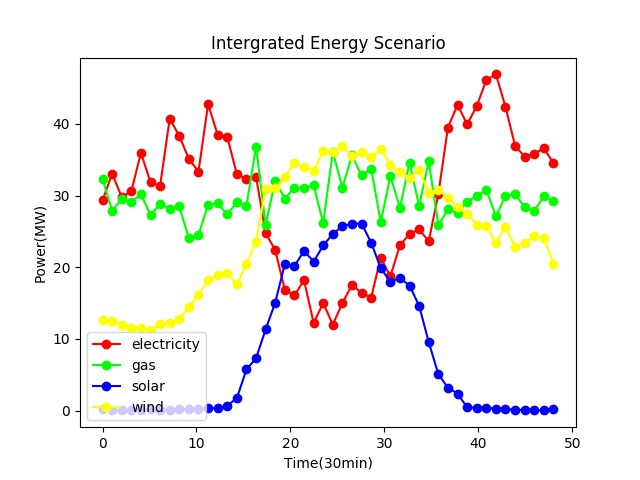 Intergrated Energy Scenario
Power(MW)
40
30
20
10
0
electricity
gas
solar
wind
0 10 20 30 40 50
Time(30min)